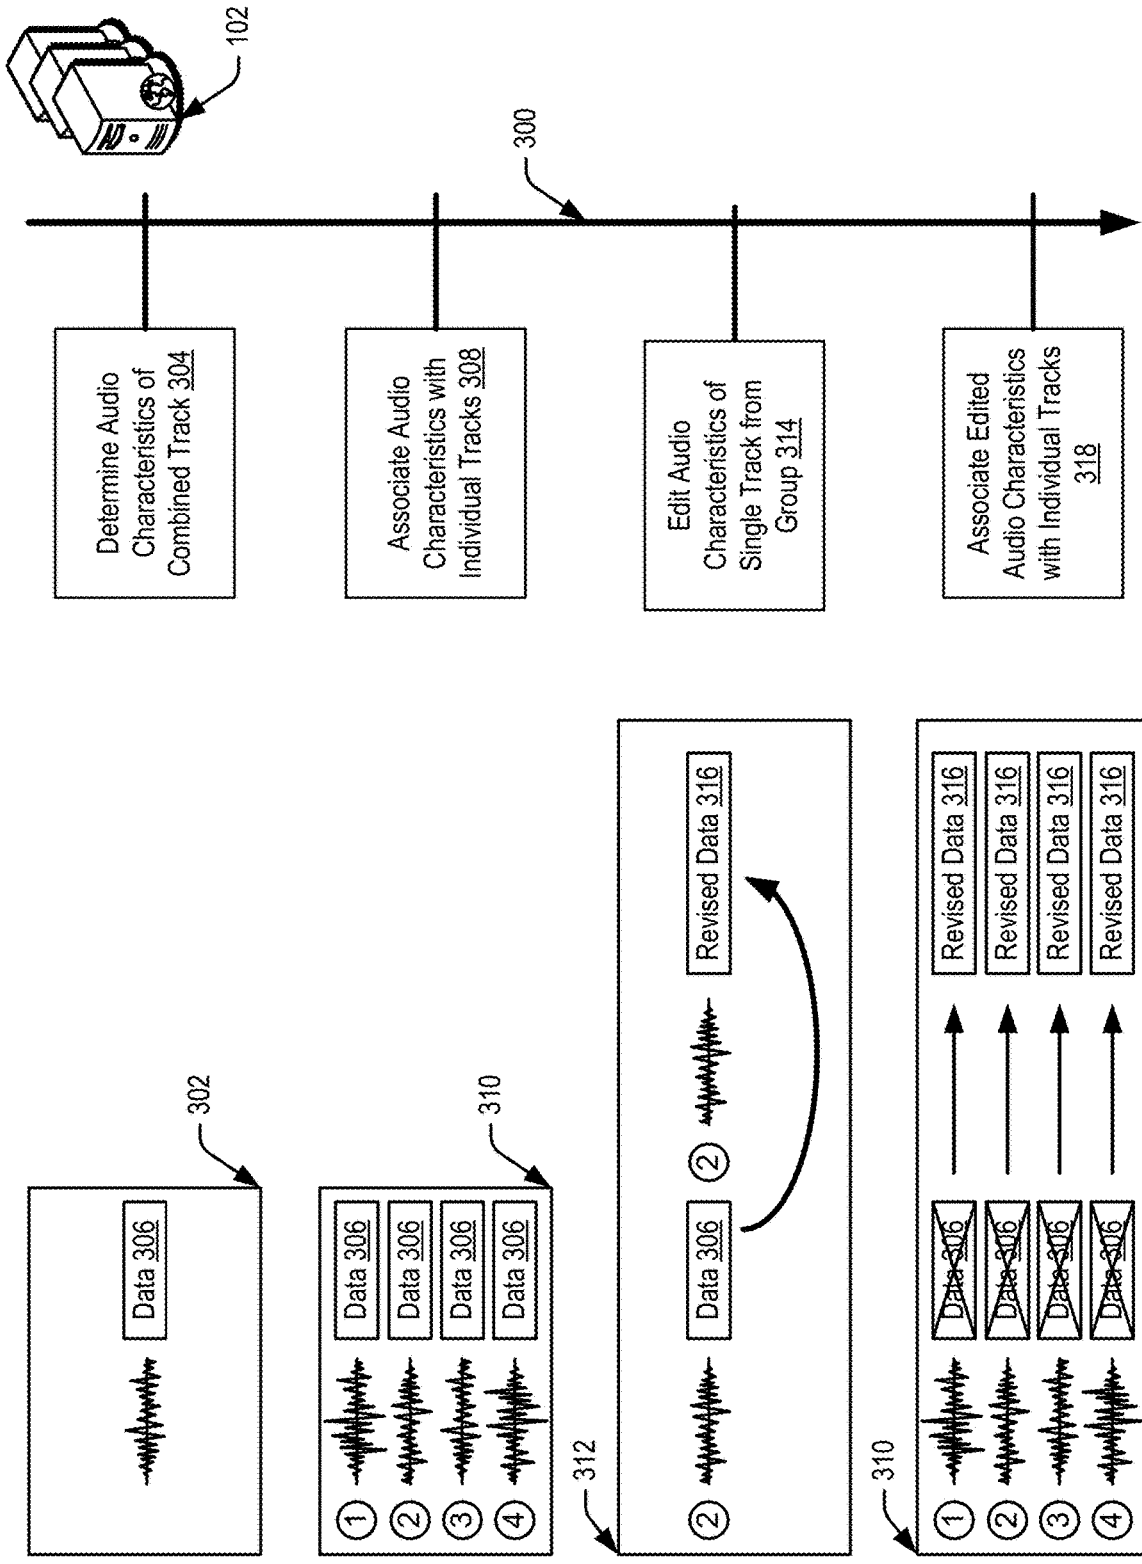 102
300
Determine Audio
Characteristics of
Combined Track 304
Associate Audio
Characteristics with
Individual Tracks 308
Edit Audio
Characteristics of
Single Track from
Group 314
Associate Edited
Audio Characteristics
with Individual Tracks
318
302
Data 306
310
1 Data 306
2 Data 306
3 Data 306
4 Data 306
312
2 Data 306 2 Revised Data 316
310
1 Data 306 Revised Data 316
2 Data 306 Revised Data 316
3 Data 306 Revised Data 316
4 Data 306 Revised Data 316